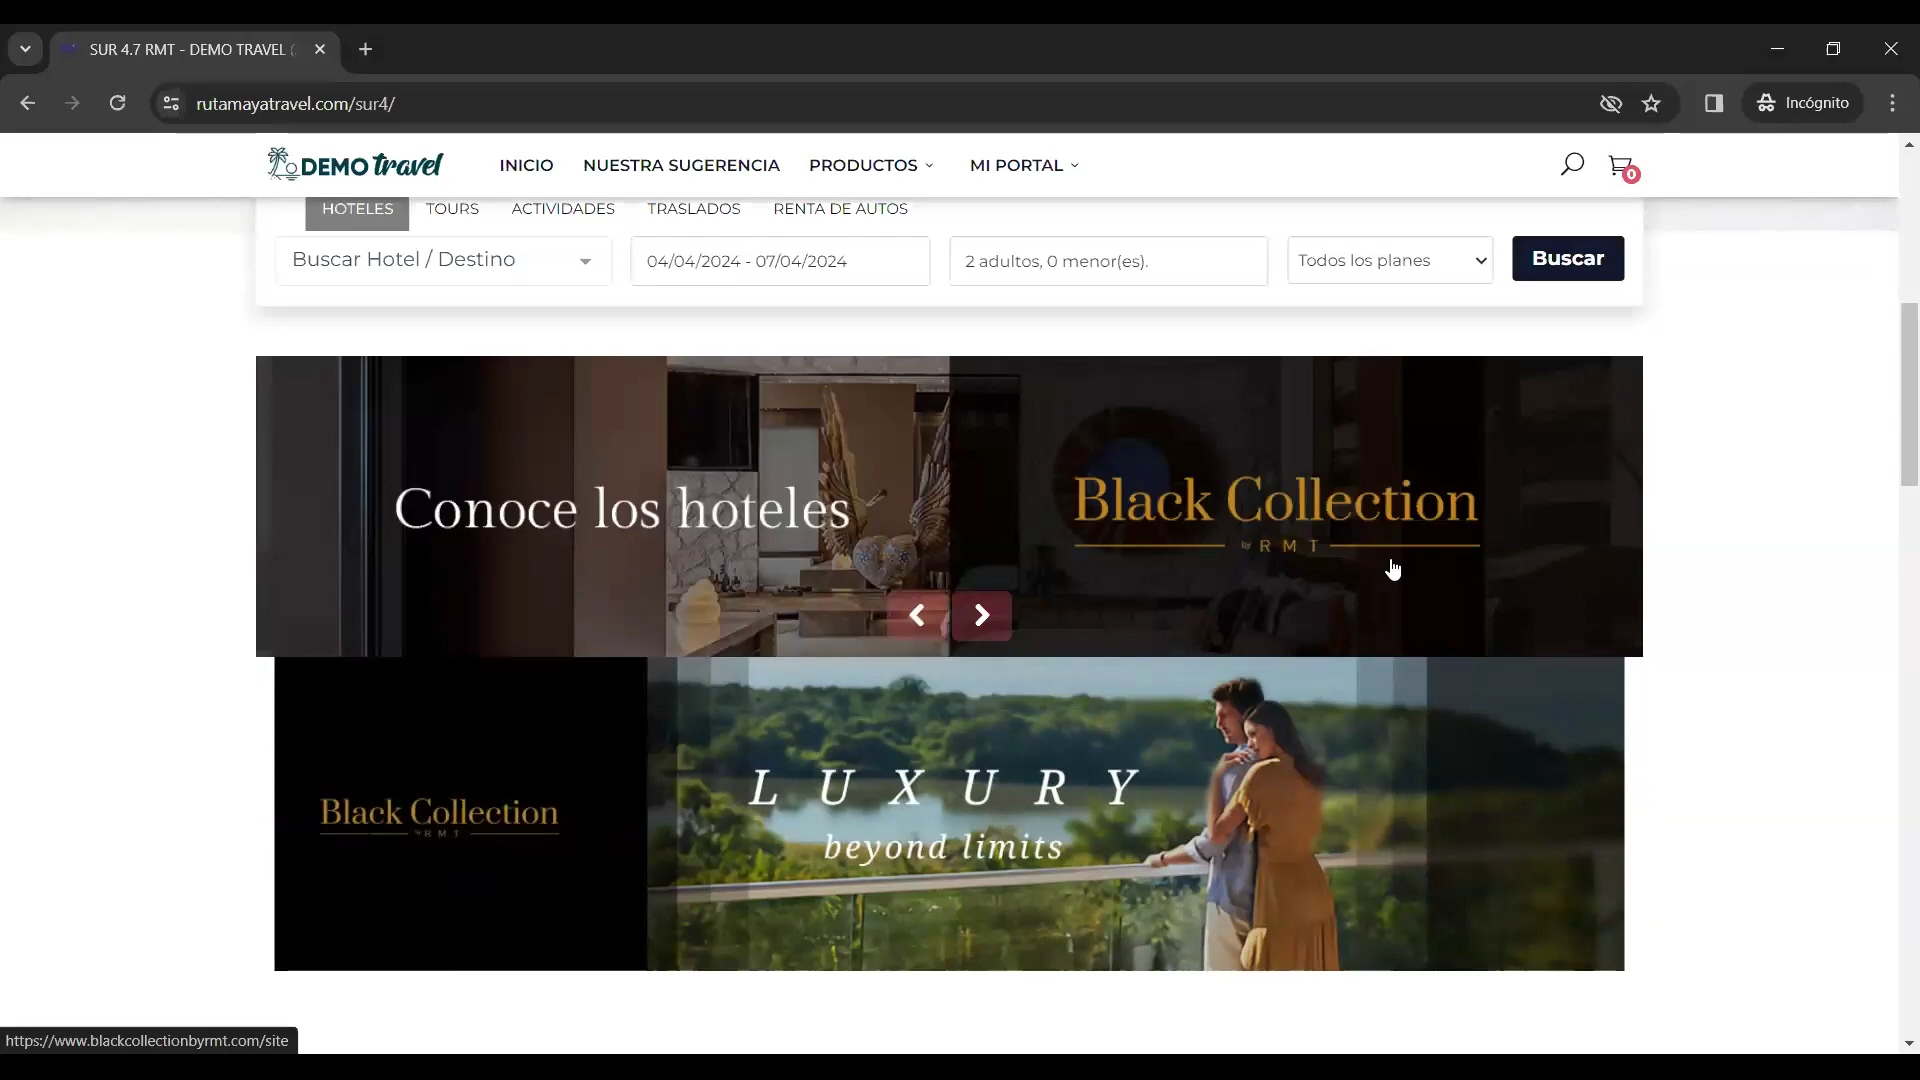 SUR 4.7 RMT - DEMO TRAVEL (
rutamayatravel.com/sur4/
Incógnito
DEMO travel
INICIO
NUESTRA SUGERENCIA
PRODUCTOS
MI PORTAL
0
HOTELES
TOURS
ACTIVIDADES
TRASLADOS
RENTA DE AUTOS
Buscar Hotel / Destino
04/04/2024 - 07/04/2024
2 adultos, 0 menor(es).
Todos los planes
Buscar
Conoce los hoteles
Black Collection
by RMT
LUXURY
beyond limits
Black Collection
by RMT
https://www.blackcollectionbyrmt.com/site